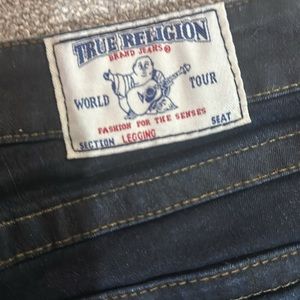 TRUE RELIGION
BRAND JEANS®
WORLD TOUR
FASHION FOR THE SENSES
SECTION LEGGING SEAT